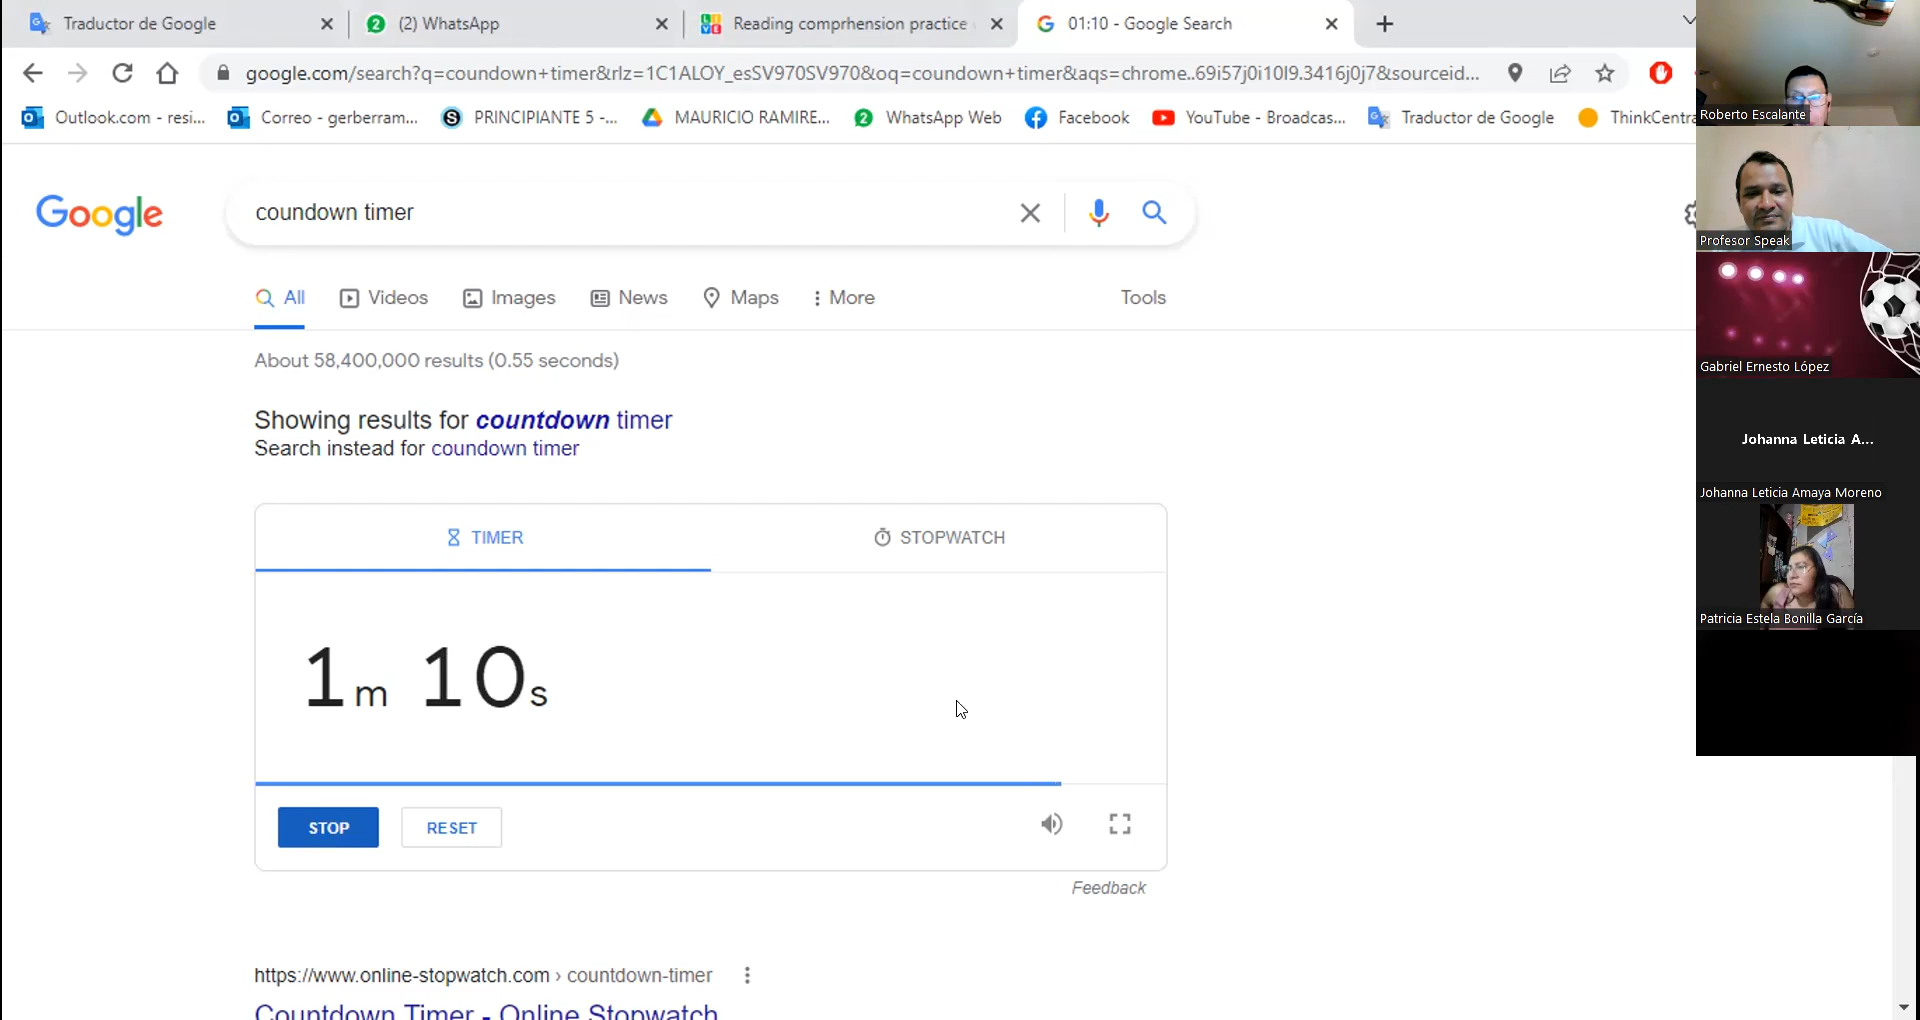 Traductor de Google
(2) WhatsApp
Reading comprhension practice
01:10 - Google Search
google.com/search?q=coundown+timer&rlz=1C1ALOY_esSV970SV970&oq=coundown+timer&aqs=chrome..69i57j0i10l9.3416j0j7&sourceid...
Outlook.com - resi...
Correo - gerberram...
PRINCIPIANTE 5 -...
MAURICIO RAMIRE...
WhatsApp Web
Facebook
YouTube - Broadcas...
Traductor de Google
ThinkCentra
Google
coundown timer
All
Videos
Images
News
Maps
More
Tools
About 58,400,000 results (0.55 seconds)
Showing results for countdown timer
Search instead for coundown timer
TIMER
STOPWATCH
1m 10s
STOP
RESET
Feedback
https://www.online-stopwatch.com › countdown-timer
Countdown Timer - Online Stopwatch
Roberto Escalante
Profesor Speak
Gabriel Ernesto López
Johanna Leticia A...
Johanna Leticia Amaya Moreno
Patricia Estela Bonilla García